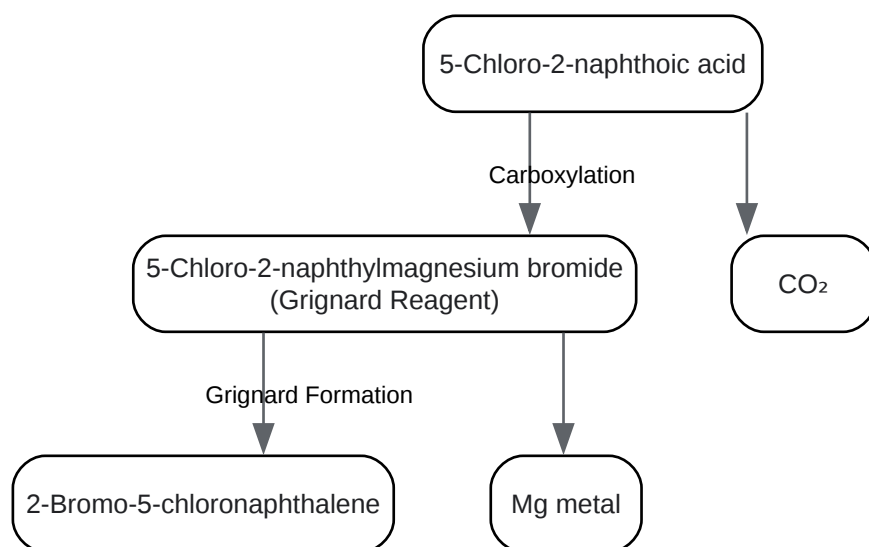 5-Chloro-2-naphthoic acid
Carboxylation
5-Chloro-2-naphthylmagnesium bromide
(Grignard Reagent)
CO₂
Grignard Formation
2-Bromo-5-chloronaphthalene
Mg metal